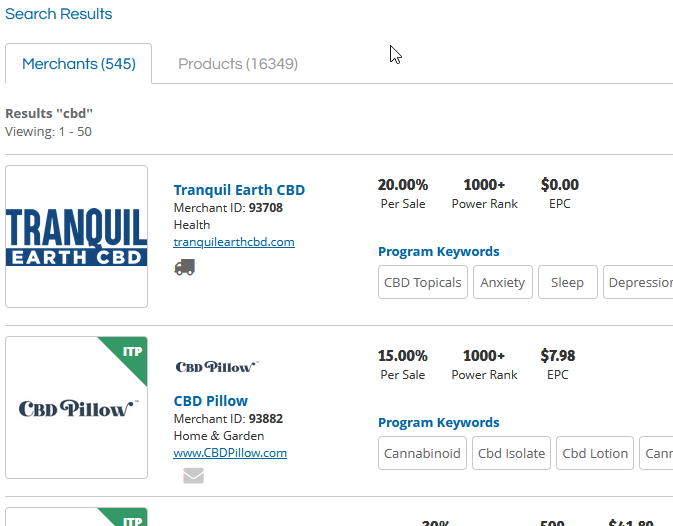 Search Results
Merchants (545) Products (16349)
Results "cbd"
Viewing: 1 - 50
TRANQUIL
EARTH CBD
Tranquil Earth CBD
Merchant ID: 93708
Health
tranquilearthcbd.com
20.00% 1000+ $0.00
Per Sale Power Rank EPC
Program Keywords
CBD Topicals Anxiety Sleep Depression
ITP
CBD Pillow™
CBD Pillow™
CBD Pillow
Merchant ID: 93882
Home & Garden
www.CBDPillow.com
15.00% 1000+ $7.98
Per Sale Power Rank EPC
Program Keywords
Cannabinoid Cbd Isolate Cbd Lotion Cann
ITP
20% 500 $41.80